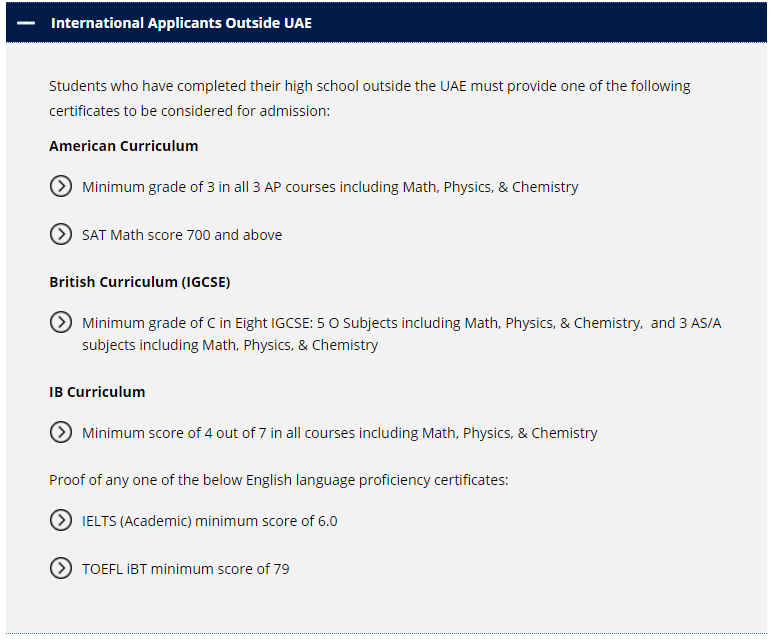 International Applicants Outside UAE
Students who have completed their high school outside the UAE must provide one of the following
certificates to be considered for admission:
American Curriculum
Minimum grade of 3 in all 3 AP courses including Math, Physics, & Chemistry
SAT Math score 700 and above
British Curriculum (IGCSE)
Minimum grade of C in Eight IGCSE: 5 O Subjects including Math, Physics, & Chemistry,  and 3 AS/A
subjects including Math, Physics, & Chemistry
IB Curriculum
Minimum score of 4 out of 7 in all courses including Math, Physics, & Chemistry
Proof of any one of the below English language proficiency certificates:
IELTS (Academic) minimum score of 6.0
TOEFL iBT minimum score of 79